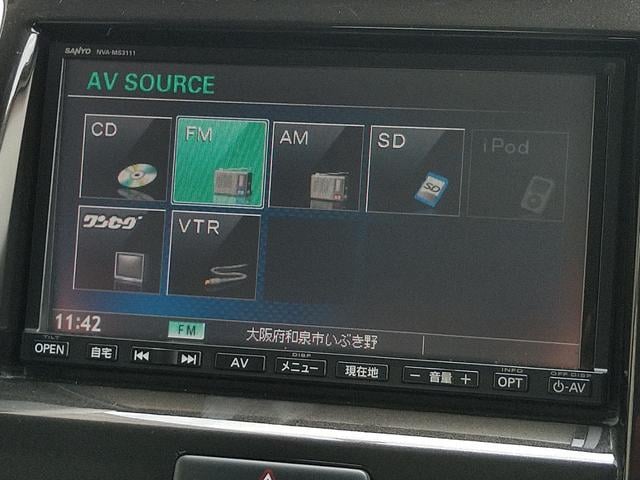 SANYO NVA-MS3111
AV SOURCE
CD FM AM SD iPod
ワンセグ VTR
SD
11:42 FM 大阪府和泉市いぶき野
TILT DISP INFO OFF DISP
OPEN 自宅 AV メニュー 現在地 － 音量 ＋ OPT ⏻-AV